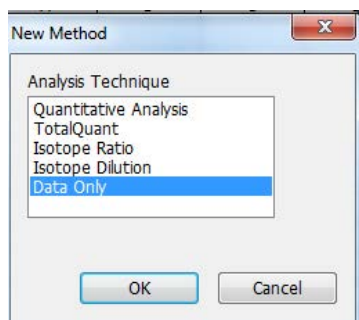 New Method
Analysis Technique
Quantitative Analysis
TotalQuant
Isotope Ratio
Isotope Dilution
Data Only
OK
Cancel